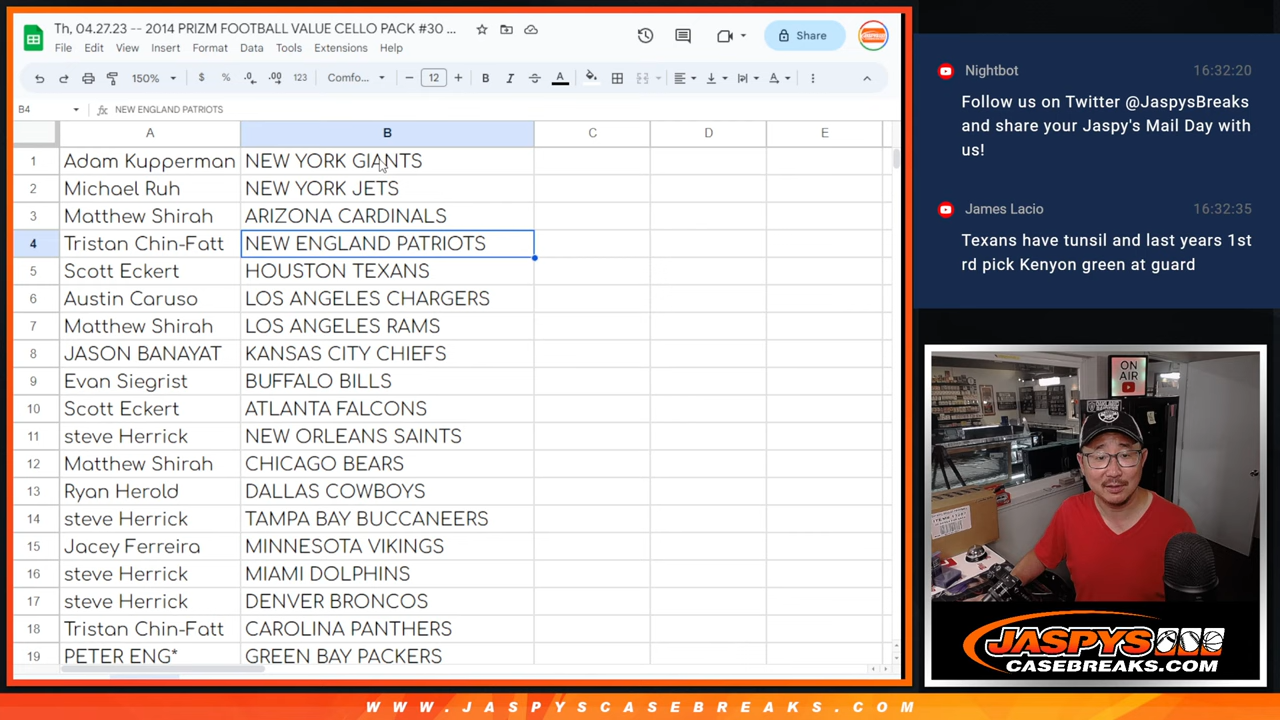 Th, 04.27.23 -- 2014 PRIZM FOOTBALL VALUE CELLO PACK #30 ...
File Edit View Insert Format Data Tools Extensions Help
Share
150% $ % .0 .00 123 Comfo... − 12 + B I S A
B4 fx NEW ENGLAND PATRIOTS
A B C D E
1 Adam Kupperman NEW YORK GIANTS
2 Michael Ruh NEW YORK JETS
3 Matthew Shirah ARIZONA CARDINALS
4 Tristan Chin-Fatt NEW ENGLAND PATRIOTS
5 Scott Eckert HOUSTON TEXANS
6 Austin Caruso LOS ANGELES CHARGERS
7 Matthew Shirah LOS ANGELES RAMS
8 JASON BANAYAT KANSAS CITY CHIEFS
9 Evan Siegrist BUFFALO BILLS
10 Scott Eckert ATLANTA FALCONS
11 steve Herrick NEW ORLEANS SAINTS
12 Matthew Shirah CHICAGO BEARS
13 Ryan Herold DALLAS COWBOYS
14 steve Herrick TAMPA BAY BUCCANEERS
15 Jacey Ferreira MINNESOTA VIKINGS
16 steve Herrick MIAMI DOLPHINS
17 steve Herrick DENVER BRONCOS
18 Tristan Chin-Fatt CAROLINA PANTHERS
19 PETER ENG* GREEN BAY PACKERS
Nightbot 16:32:20
Follow us on Twitter @JaspysBreaks
and share your Jaspy's Mail Day with
us!
James Lacio 16:32:35
Texans have tunsil and last years 1st
rd pick Kenyon green at guard
ON
AIR
JASPYS
CASEBREAKS.COM
WWW.JASPYSCASEBREAKS.COM